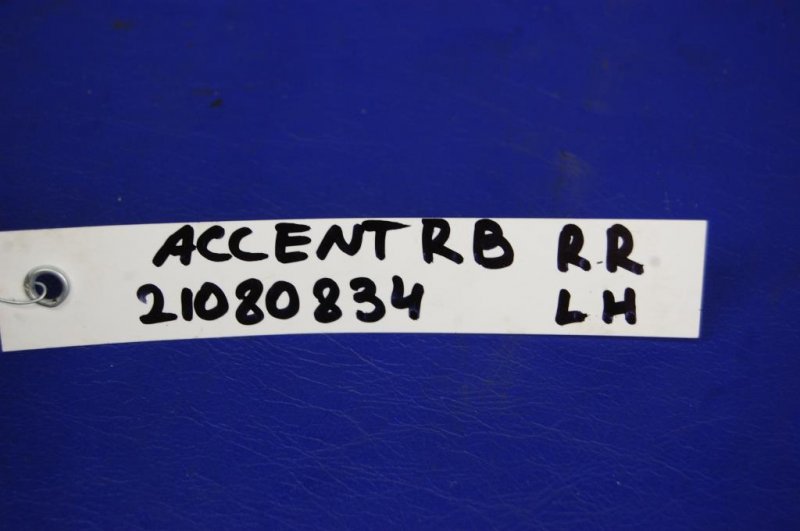 ACCENT RB RR
21080834 LH